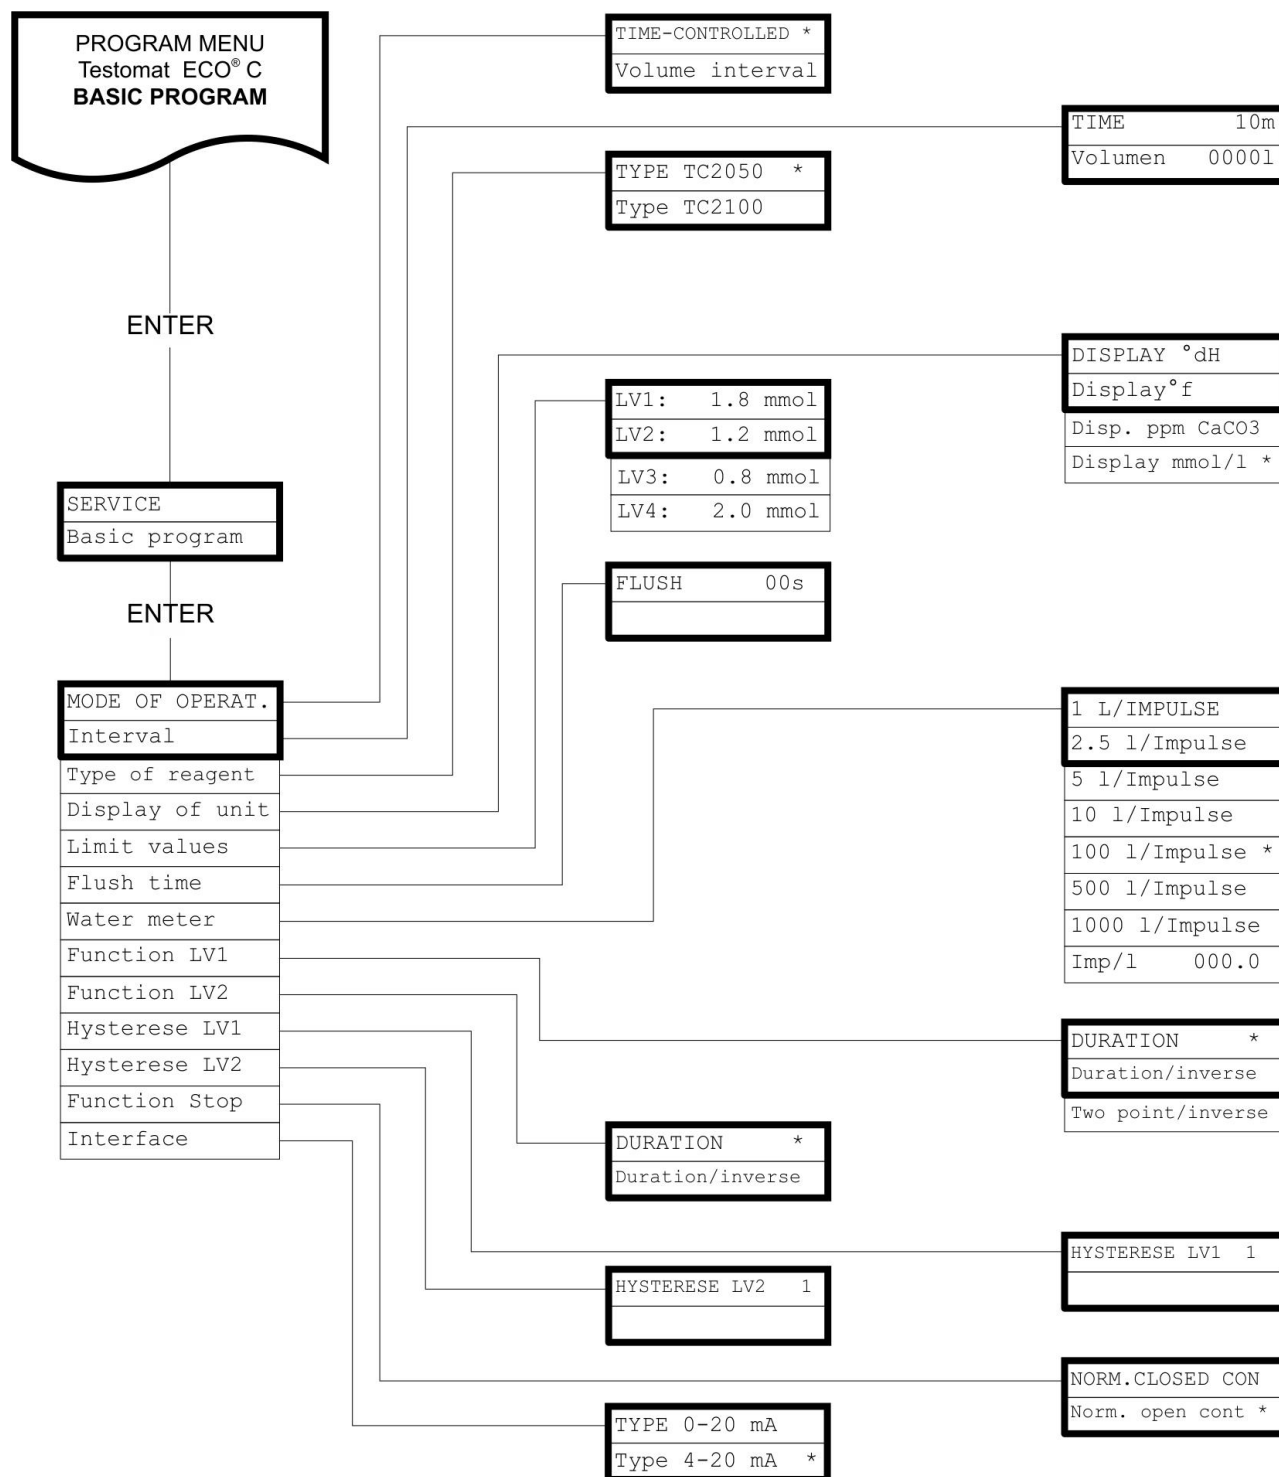 PROGRAM MENU
Testomat ECO® C
BASIC PROGRAM
ENTER
SERVICE
Basic program
ENTER
MODE OF OPERAT.
Interval
Type of reagent
Display of unit
Limit values
Flush time
Water meter
Function LV1
Function LV2
Hysterese LV1
Hysterese LV2
Function Stop
Interface
TIME-CONTROLLED *
Volume interval
TYPE TC2050 *
Type TC2100
LV1: 1.8 mmol
LV2: 1.2 mmol
LV3: 0.8 mmol
LV4: 2.0 mmol
FLUSH 00s
DURATION *
Duration/inverse
HYSTERESE LV2 1
TYPE 0-20 mA
Type 4-20 mA *
TIME 10m
Volumen 0000l
DISPLAY °dH
Display°f
Disp. ppm CaCO3
Display mmol/l *
1 L/IMPULSE
2.5 l/Impulse
5 l/Impulse
10 l/Impulse
100 l/Impulse *
500 l/Impulse
1000 l/Impulse
Imp/l 000.0
DURATION *
Duration/inverse
Two point/inverse
HYSTERESE LV1 1
NORM.CLOSED CON
Norm. open cont *